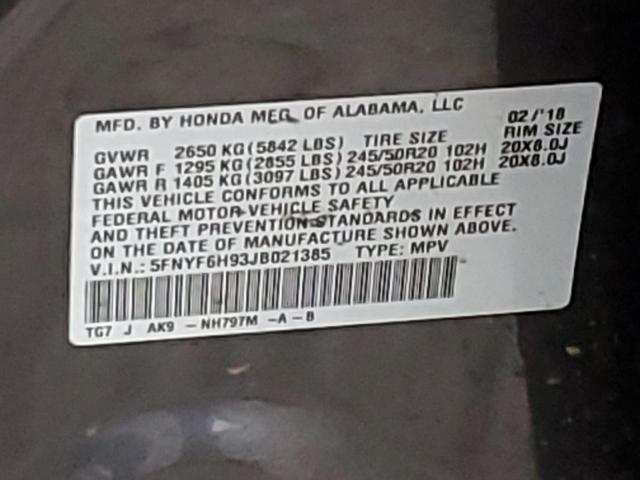 MFD. BY HONDA MFG. OF ALABAMA, LLC 02/'18
GVWR 2650 KG (5842 LBS) TIRE SIZE RIM SIZE
GAWR F 1295 KG (2855 LBS) 245/50R20 102H 20X8.0J
GAWR R 1405 KG (3097 LBS) 245/50R20 102H 20X8.0J
THIS VEHICLE CONFORMS TO ALL APPLICABLE
FEDERAL MOTOR VEHICLE SAFETY
AND THEFT PREVENTION STANDARDS IN EFFECT
ON THE DATE OF MANUFACTURE SHOWN ABOVE.
V.I.N.: 5FNYF6H93JB021385 TYPE: MPV
TG7 J AK9 - NH797M -A-B